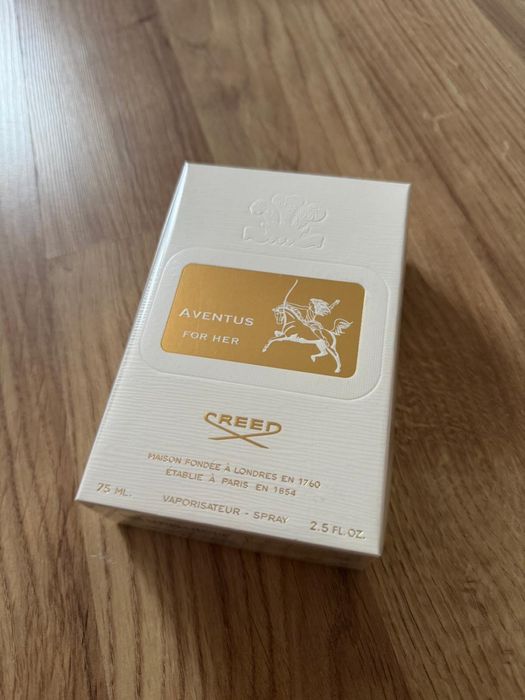 AVENTUS
FOR HER
CREED
MAISON FONDÉE À LONDRES EN 1760
ÉTABLIE À PARIS EN 1854
75 ML.
VAPORISATEUR - SPRAY
2.5 FL.OZ.